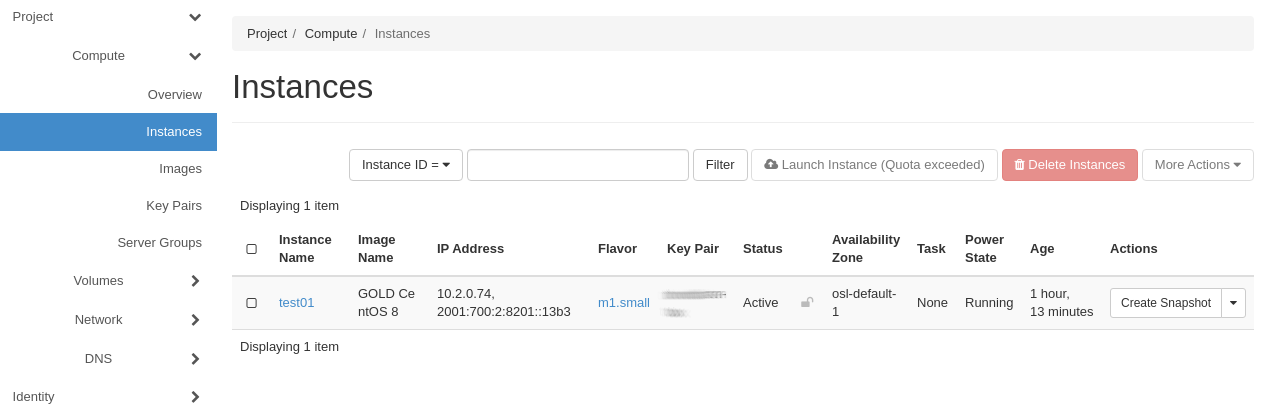 Project
Compute
Overview
Instances
Images
Key Pairs
Server Groups
Volumes
Network
DNS
Identity
Project / Compute / Instances
Instances
Instance ID = Filter Launch Instance (Quota exceeded) Delete Instances More Actions
Displaying 1 item
Instance Name Image Name IP Address Flavor Key Pair Status Availability Zone Task Power State Age Actions
test01 GOLD Ce m1.small Active osl-default- None Running 1 hour, Create Snapshot
10.2.0.74,
ntOS 8 2001:700:2:8201::13b3 1 13 minutes
Displaying 1 item